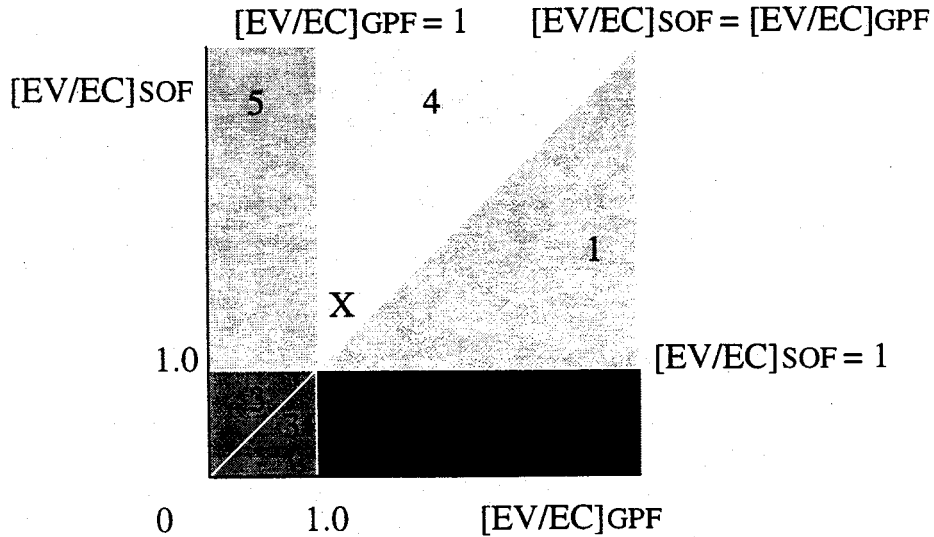 [EV/EC]GPF = 1
[EV/EC]SOF = [EV/EC]GPF
[EV/EC]SOF
5
4
1
X
1.0
[EV/EC]SOF = 1
3
0
1.0
[EV/EC]GPF